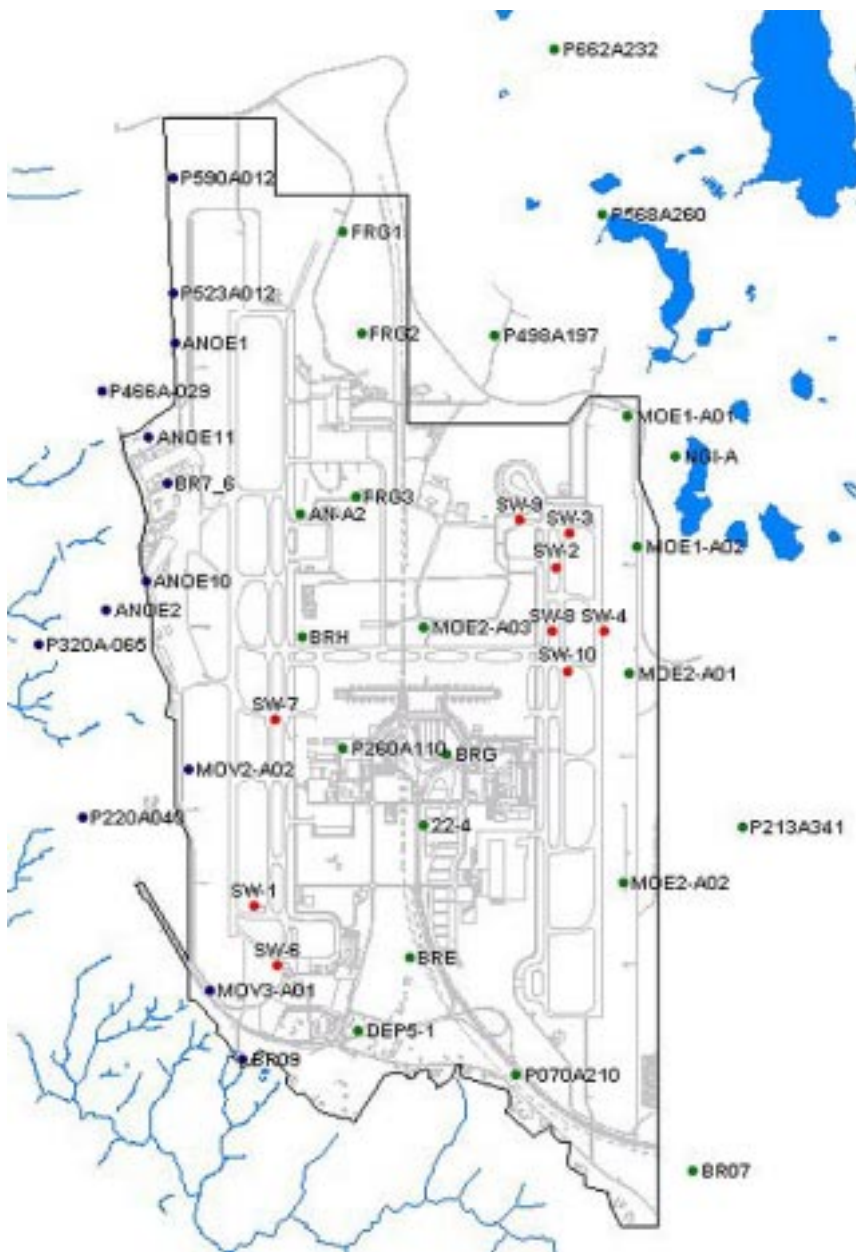 P662A232
P590A012
P568A260
FRG1
P523A012
FRG2
P498A197
ANOE1
P466A-029
MOE1-A01
ANOE11
NGI-A
BR7_6
FRG3
AN-A2
SW-9
SW-3
MOE1-A02
SW-2
ANOE10
ANOE2
MOE2-A03
SW-8
SW-4
BRH
P320A-065
SW-10
MOE2-A01
SW-7
P260A110
BRG
MOV2-A02
P220A040
22-4
P213A341
MOE2-A02
SW-1
BRE
SW-6
MOV3-A01
DEP5-1
BR09
P070A210
BR07